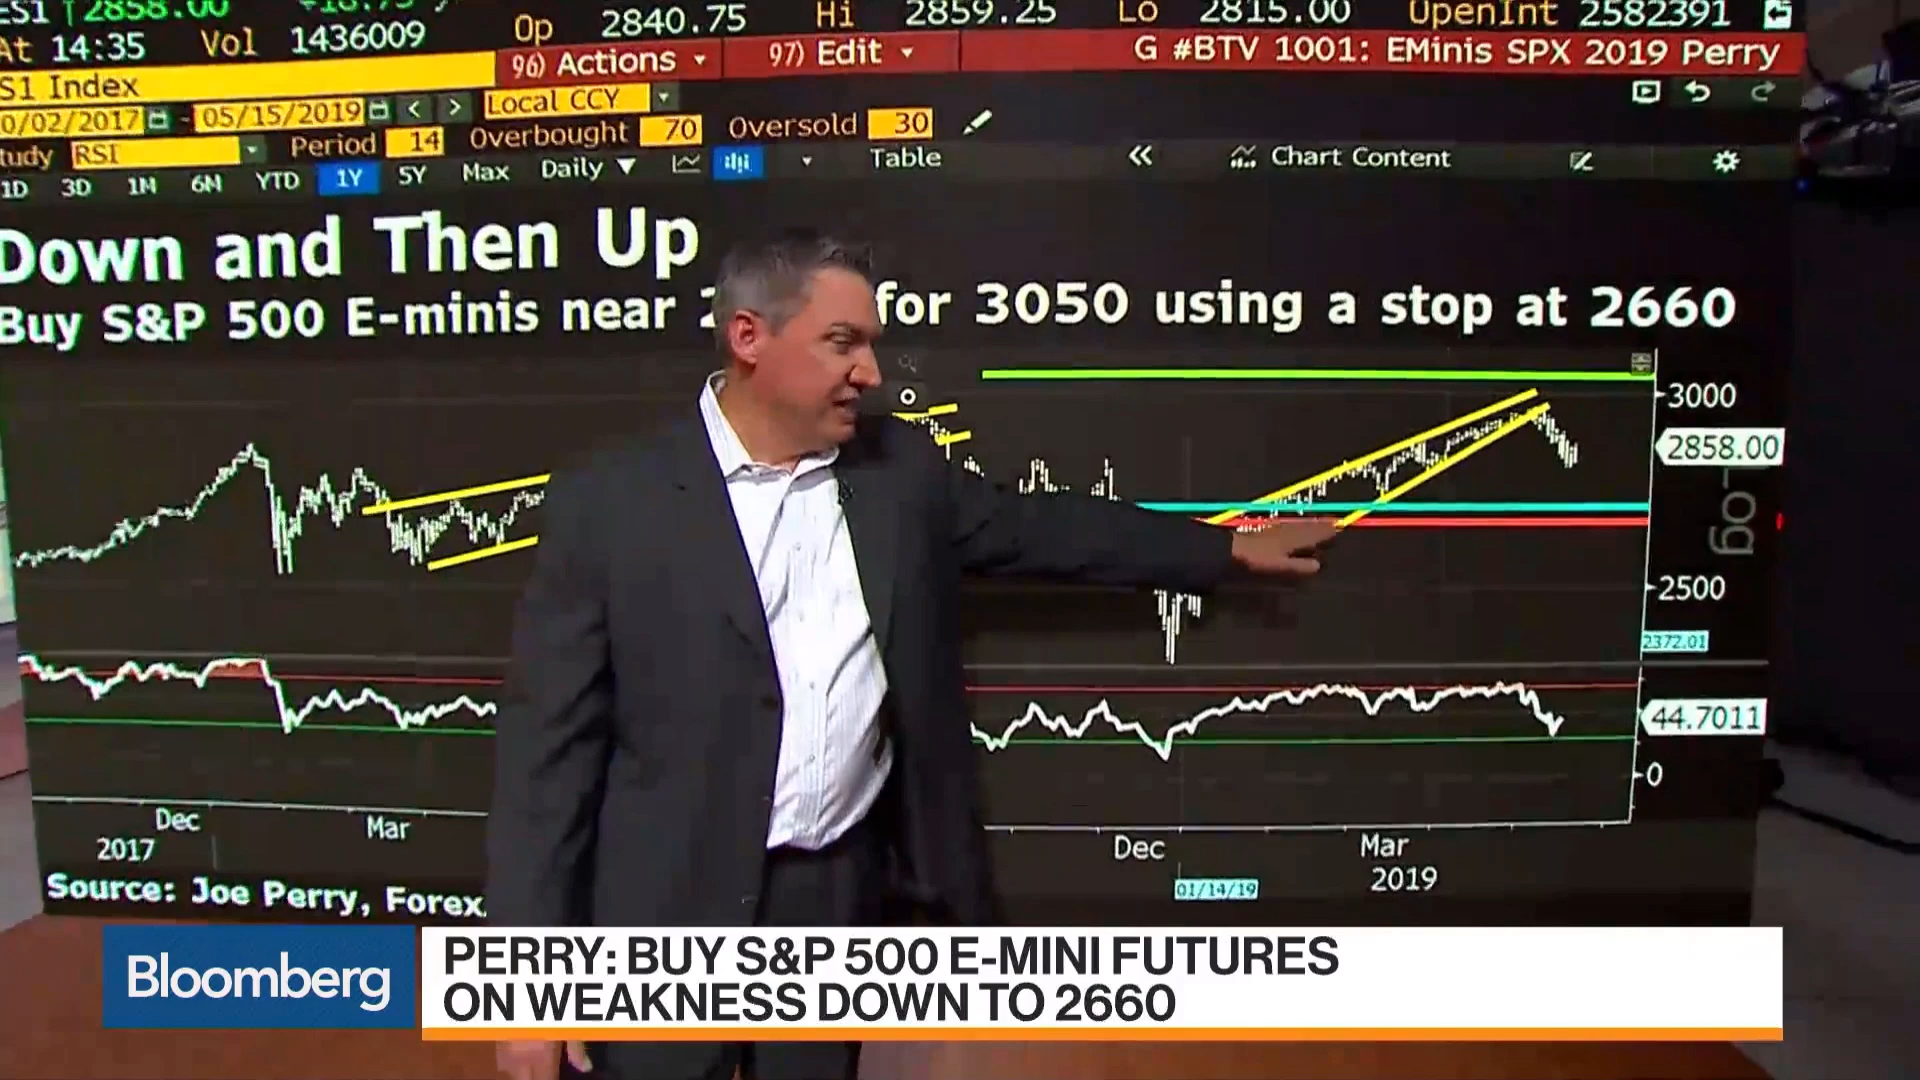 ES1 ↑2858.00
Op 2840.75 Hi 2859.25 Lo 2815.00 OpenInt 2582391
At 14:35 Vol 1436009
S1 Index 96) Actions 97) Edit G #BTV 1001: EMinis SPX 2019 Perry
0/02/2017 - 05/15/2019 < > Local CCY
tudy RSI Period 14 Overbought 70 Oversold 30
1D 3D 1M 6M YTD 1Y 5Y Max Daily ▼ Table « Chart Content
Down and Then Up
Buy S&P 500 E-minis near for 3050 using a stop at 2660
3000
2858.00
Log
2500
2372.01
44.7011
0
Dec Mar Dec Mar
2017 2019
01/14/19
Source: Joe Perry, Forex.
Bloomberg
PERRY: BUY S&P 500 E-MINI FUTURES
ON WEAKNESS DOWN TO 2660